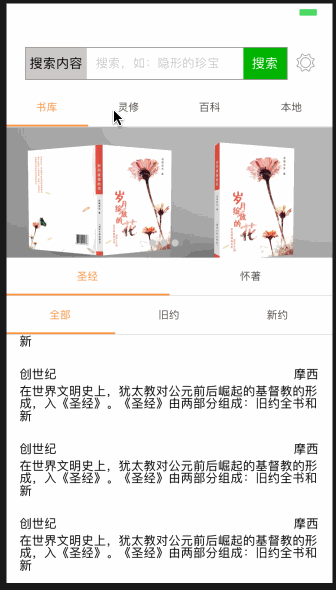 搜索内容 搜索，如：隐形的珍宝 搜索
书库 灵修 百科 本地
岁月绽放的花 岁月绽放的花
圣经 怀著
全部 旧约 新约
新
创世纪 摩西
在世界文明史上，犹太教对公元前后崛起的基督教的形
成，入《圣经》。《圣经》由两部分组成：旧约全书和
新
创世纪 摩西
在世界文明史上，犹太教对公元前后崛起的基督教的形
成，入《圣经》。《圣经》由两部分组成：旧约全书和
新
创世纪 摩西
在世界文明史上，犹太教对公元前后崛起的基督教的形
成，入《圣经》。《圣经》由两部分组成：旧约全书和
新